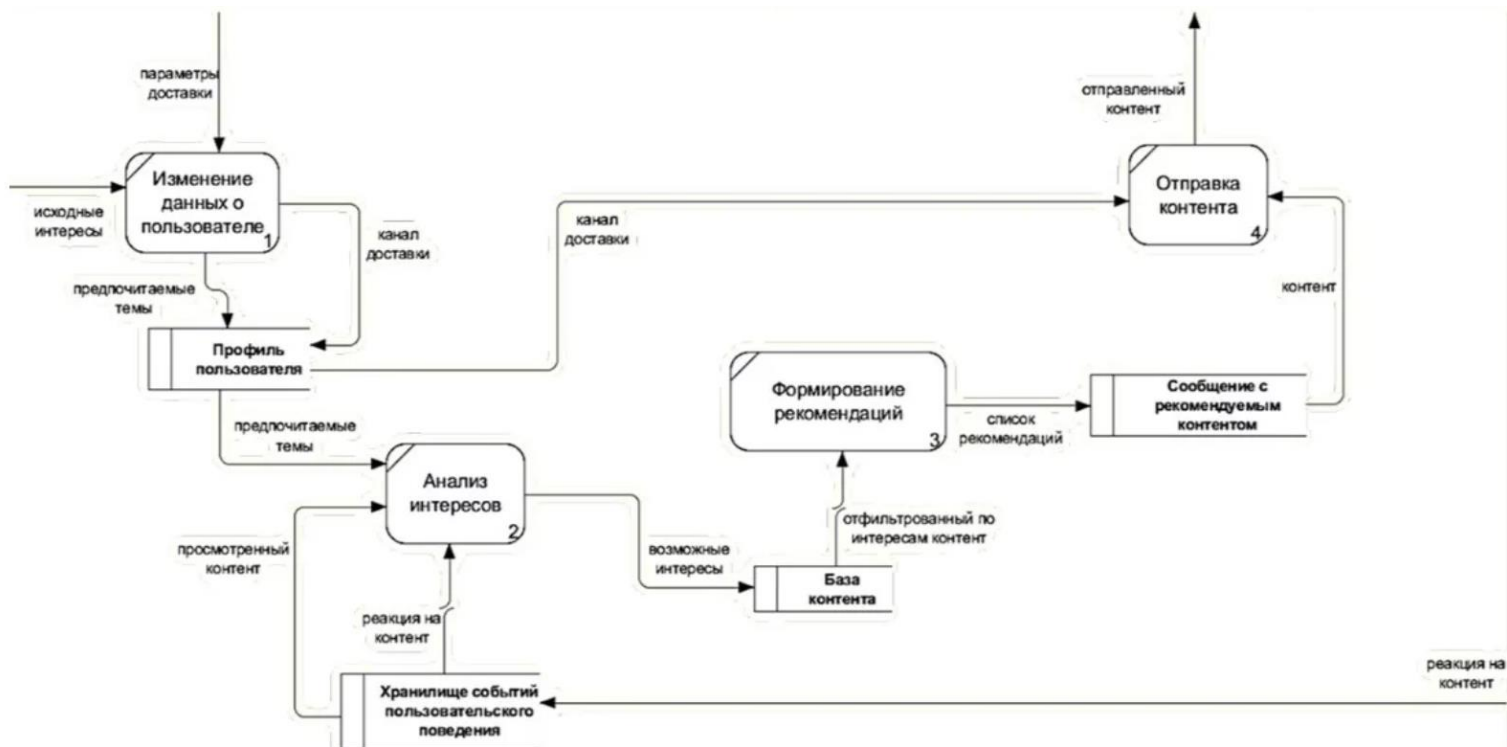 параметры
доставки
отправленный
контент
Изменение
данных о
пользователе
1
исходные
интересы
канал
доставки
канал
доставки
Отправка
контента
4
предпочитаемые
темы
контент
Профиль
пользователя
Формирование
рекомендаций
3
список
рекомендаций
Сообщение с
рекомендуемым
контентом
предпочитаемые
темы
Анализ
интересов
2
просмотренный
контент
возможные
интересы
отфильтрованный по
интересам контент
База
контента
реакция на
контент
Хранилище событий
пользовательского
поведения
реакция на
контент